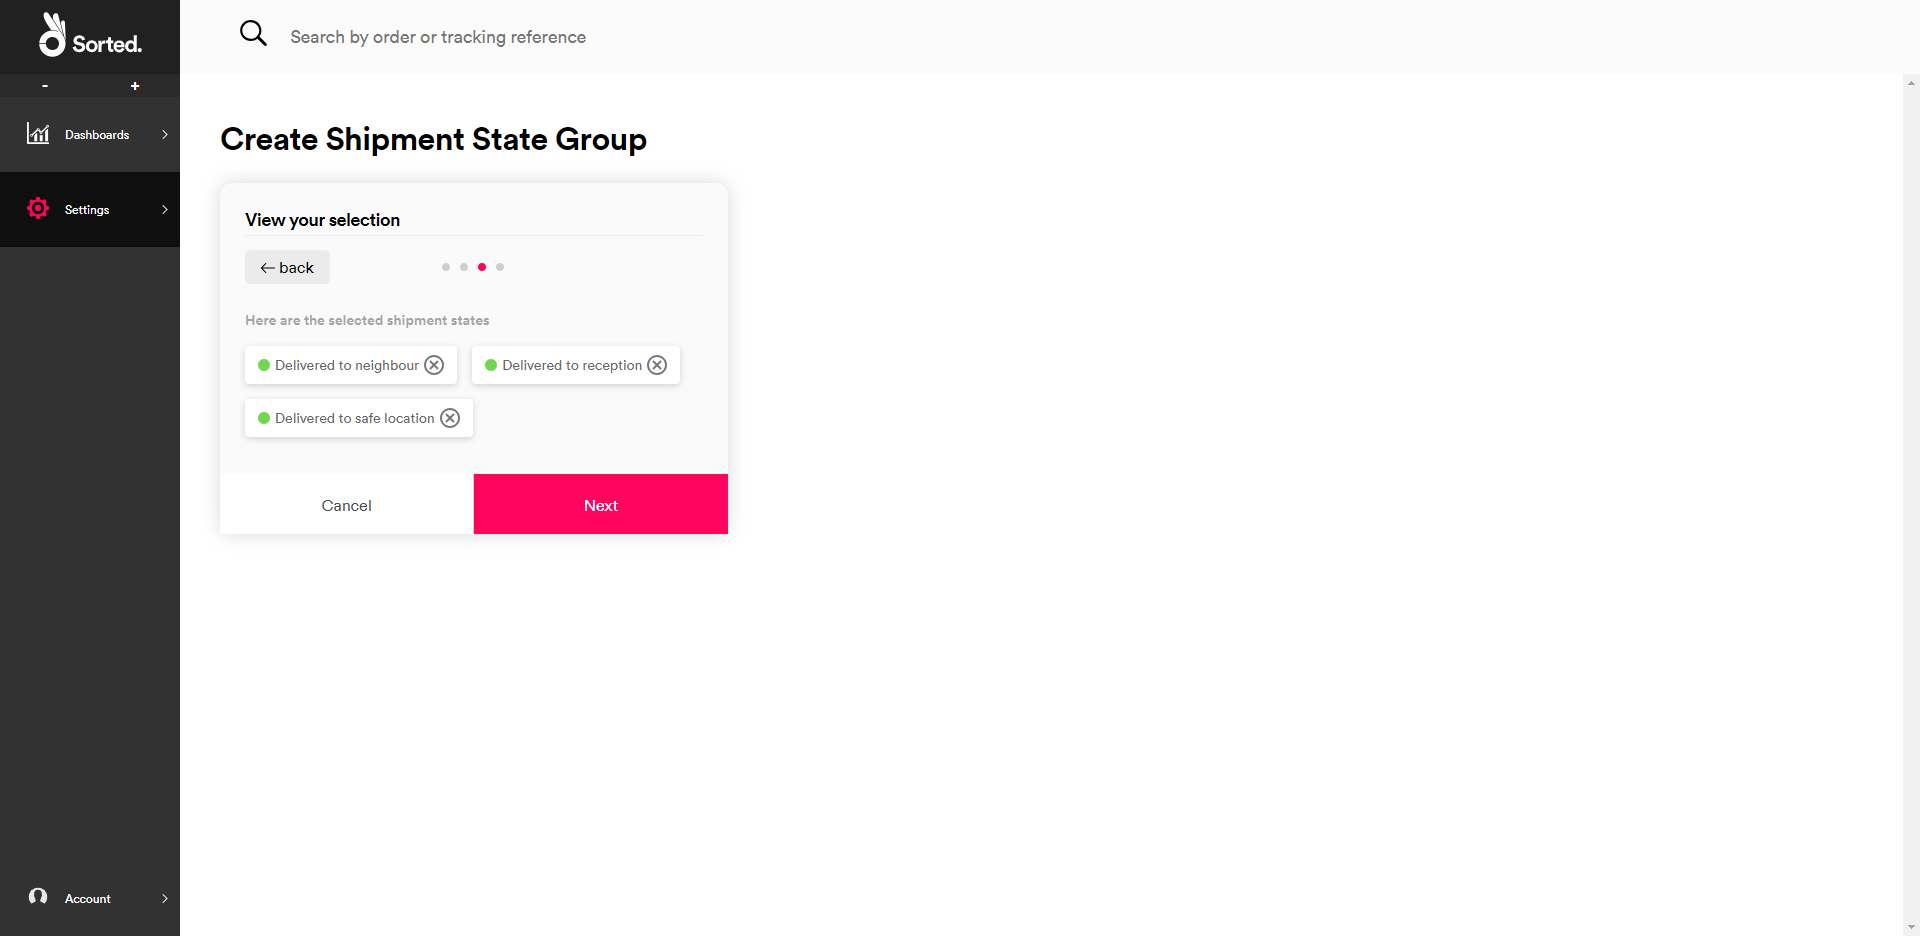 Sorted.
Search by order or tracking reference
- +
Dashboards
Settings
Create Shipment State Group
View your selection
back
Here are the selected shipment states
Delivered to neighbour
Delivered to reception
Delivered to safe location
Cancel
Next
Account